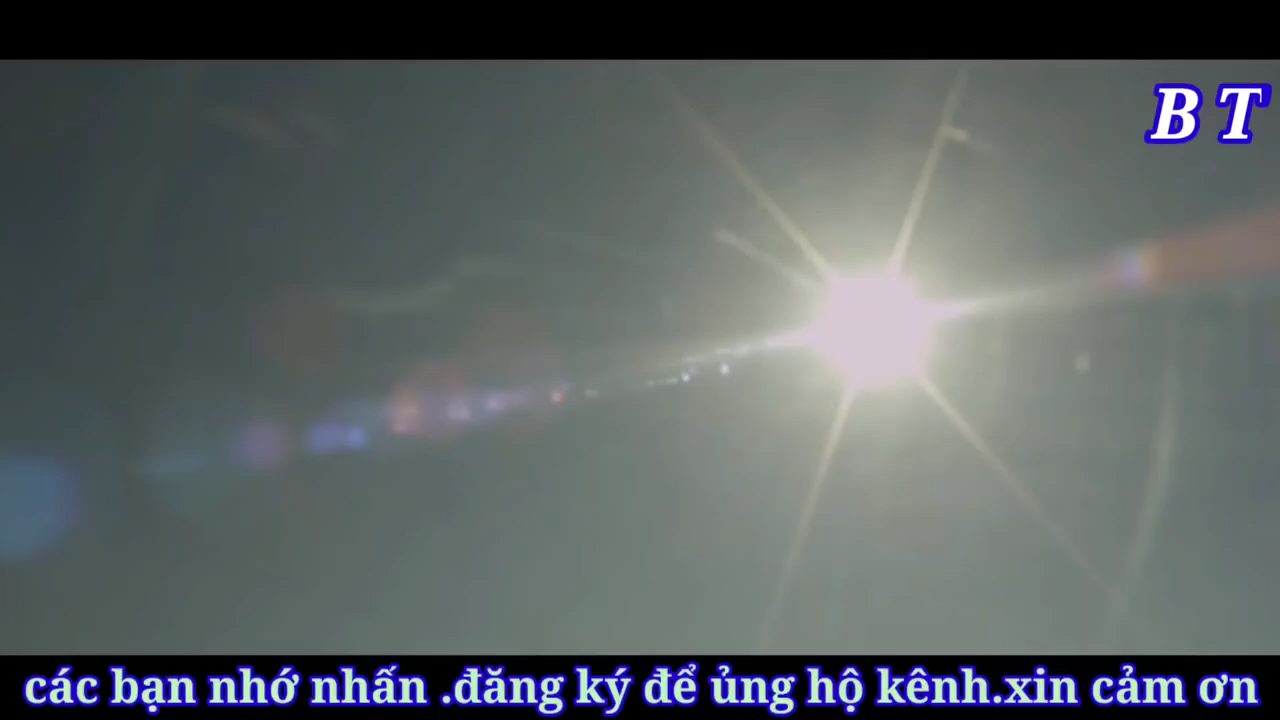 B T
các bạn nhớ nhấn .đăng ký để ủng hộ kênh.xin cảm ơn